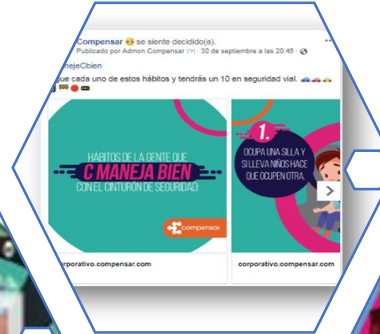 Compensar se siente decidido(a).
Publicado por Admon Compensar [?] · 30 de septiembre a las 20:46 ·
nejeCbien
gue cada uno de estos hábitos y tendrás un 10 en seguridad vial.
HÁBITOS DE LA GENTE QUE
C MANEJA BIEN
CON EL CINTURÓN DE SEGURIDAD:
compensar
1.
OCUPA UNA SILLA Y
SI LLEVA NIÑOS HACE
QUE OCUPEN OTRA.
orporativo.compensar.com
corporativo.compensar.com